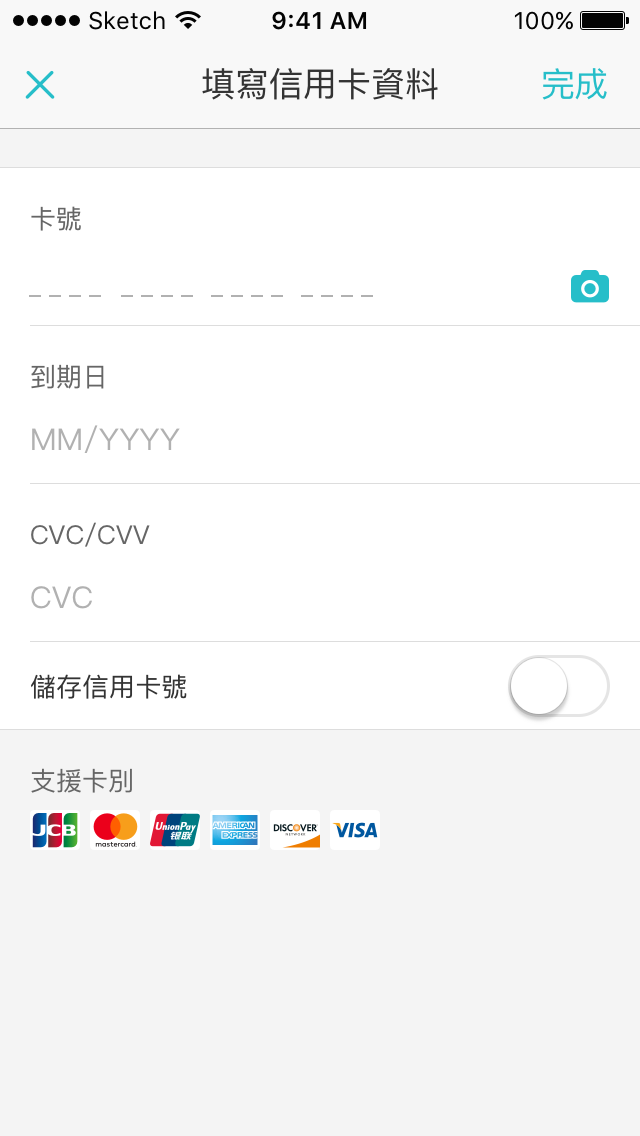 Sketch 9:41 AM 100%
填寫信用卡資料 完成
卡號
_ _ _ _ _ _ _ _ _ _ _ _ _ _ _ _
到期日
MM/YYYY
CVC/CVV
CVC
儲存信用卡號
支援卡別
JCB mastercard. UnionPay 银联 AMERICAN EXPRESS DISCOVER NETWORK VISA